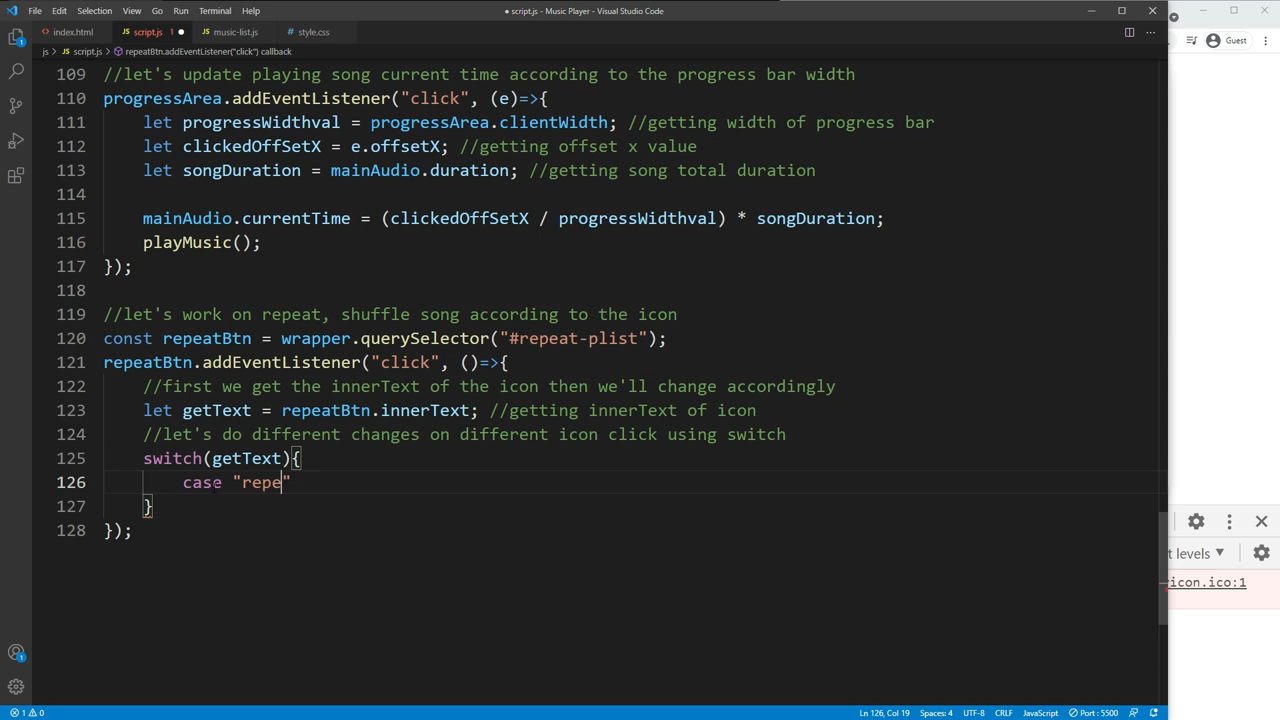 File Edit Selection View Go Run Terminal Help
● script.js - Music Player - Visual Studio Code
Guest
index.html
script.js 1 ●
music-list.js
# style.css
js > JS script.js > repeatBtn.addEventListener("click") callback
109 //let's update playing song current time according to the progress bar width
110 progressArea.addEventListener("click", (e)=>{
111 let progressWidthval = progressArea.clientWidth; //getting width of progress bar
112 let clickedOffSetX = e.offsetX; //getting offset x value
113 let songDuration = mainAudio.duration; //getting song total duration
114
115 mainAudio.currentTime = (clickedOffSetX / progressWidthval) * songDuration;
116 playMusic();
117 });
118
119 //let's work on repeat, shuffle song according to the icon
120 const repeatBtn = wrapper.querySelector("#repeat-plist");
121 repeatBtn.addEventListener("click", ()=>{
122 //first we get the innerText of the icon then we'll change accordingly
123 let getText = repeatBtn.innerText; //getting innerText of icon
124 //let's do different changes on different icon click using switch
125 switch(getText){
126 case "repe"
127 }
128 });
t levels ▼
icon.ico:1
1 0
Ln 126, Col 19 Spaces: 4 UTF-8 CRLF JavaScript Port : 5500